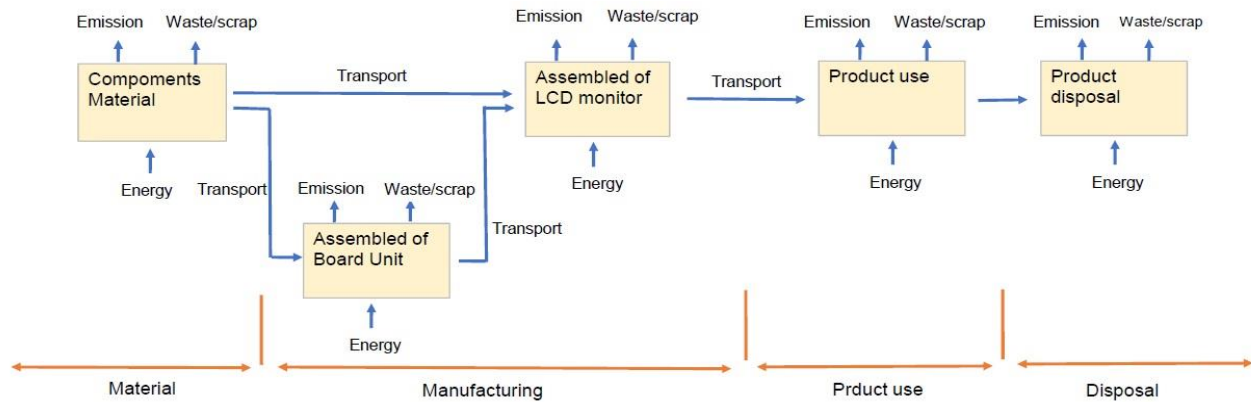 Emission
Waste/scrap
Emission
Waste/scrap
Emission
Waste/scrap
Emission
Waste/scrap
Compoments
Material
Transport
Assembled of
LCD monitor
Transport
Product use
Product
disposal
Energy
Transport
Emission
Waste/scrap
Energy
Energy
Energy
Transport
Assembled of
Board Unit
Energy
Material
Manufacturing
Prduct use
Disposal